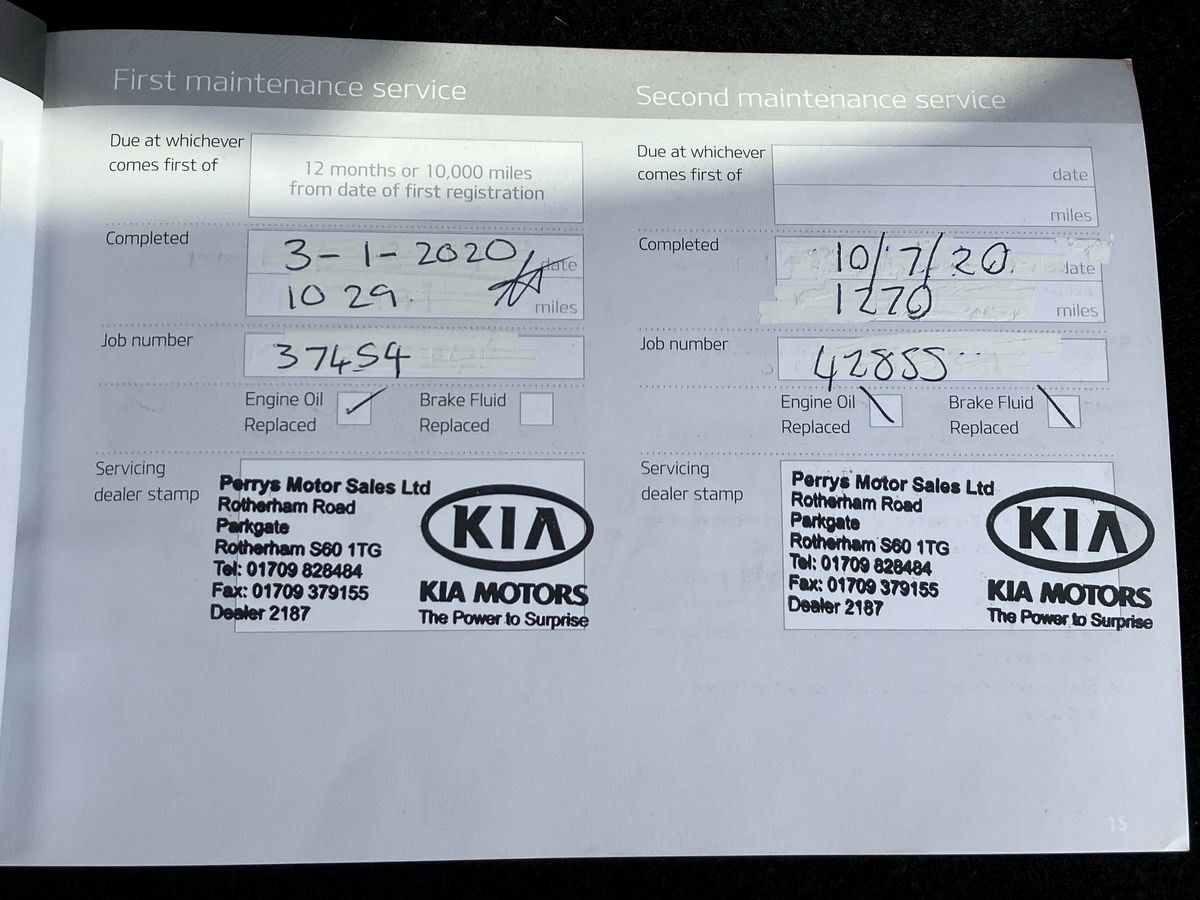 First maintenance service
Due at whichever
comes first of
12 months or 10,000 miles
from date of first registration
Completed
3-1-2020
date
1029.
miles
Job number
37454
Engine Oil
Replaced
Brake Fluid
Replaced
Servicing
dealer stamp
Perrys Motor Sales Ltd
Rotherham Road
Parkgate
Rotherham S60 1TG
Tel: 01709 828484
Fax: 01709 379155
Dealer 2187
KIA
KIA MOTORS
The Power to Surprise
Second maintenance service
Due at whichever
comes first of
date
miles
Completed
10/7/20.
date
1270
miles
Job number
42855
Engine Oil
Replaced
Brake Fluid
Replaced
Servicing
dealer stamp
Perrys Motor Sales Ltd
Rotherham Road
Parkgate
Rotherham S60 1TG
Tel: 01709 828484
Fax: 01709 379155
Dealer 2187
KIA
KIA MOTORS
The Power to Surprise
15